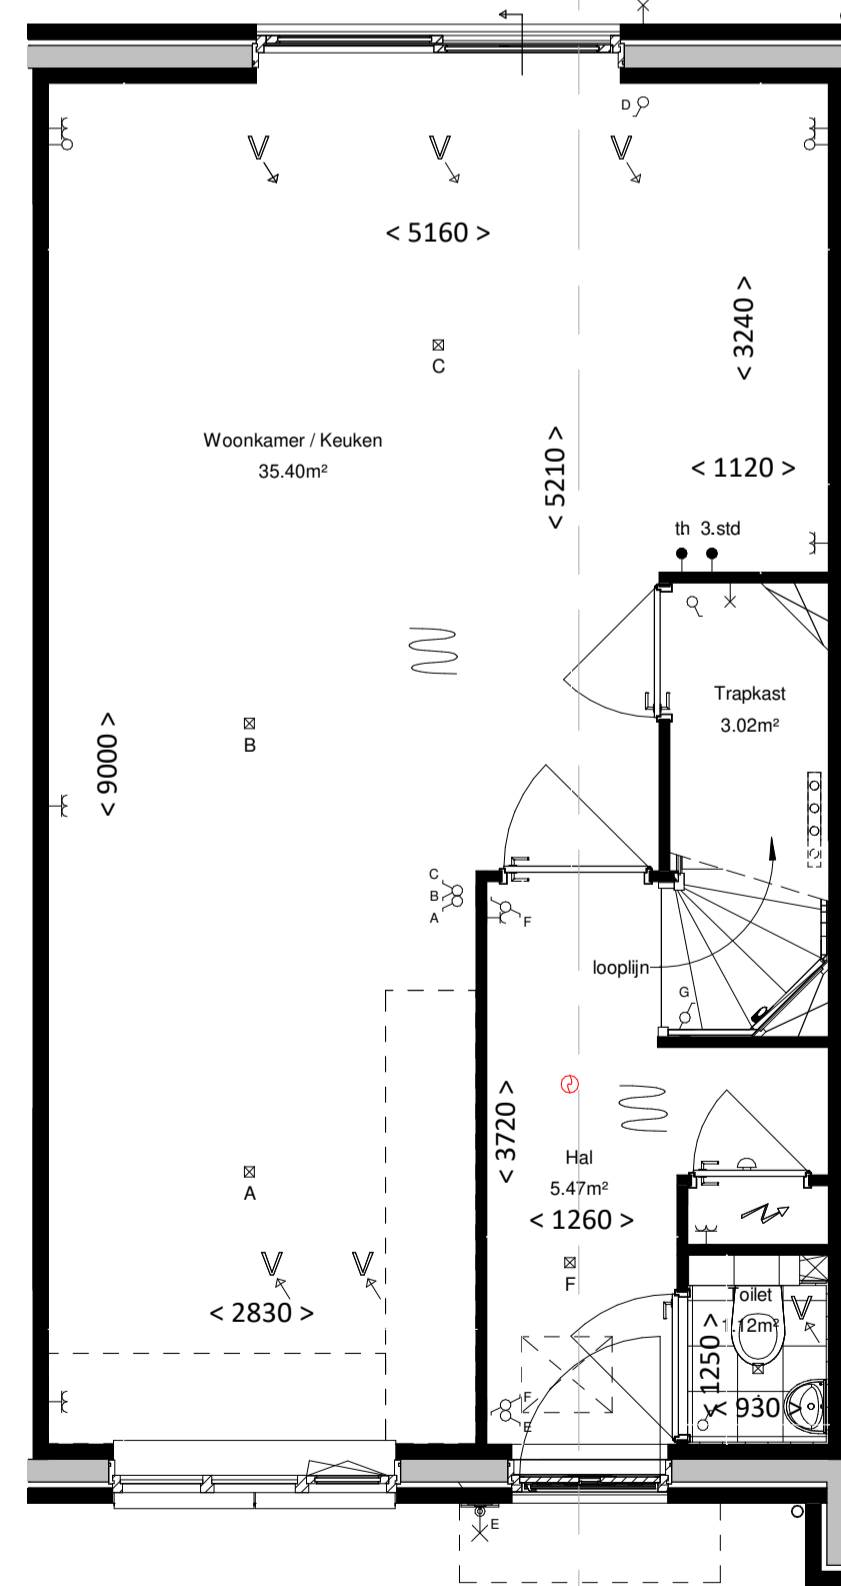 D
V V V
< 5160 >
< 3240 >
C
Woonkamer / Keuken
35.40m²
< 5210 >
< 1120 >
th 3.std
Trapkast
3.02m²
B
< 9000 >
C
B
A
F
looplijn
G
< 3720 >
Hal
5.47m²
< 1260 >
A
F
V V
< 2830 >
Toilet
1.12m²
V
< 1250 >
< 930 >
F
E
E